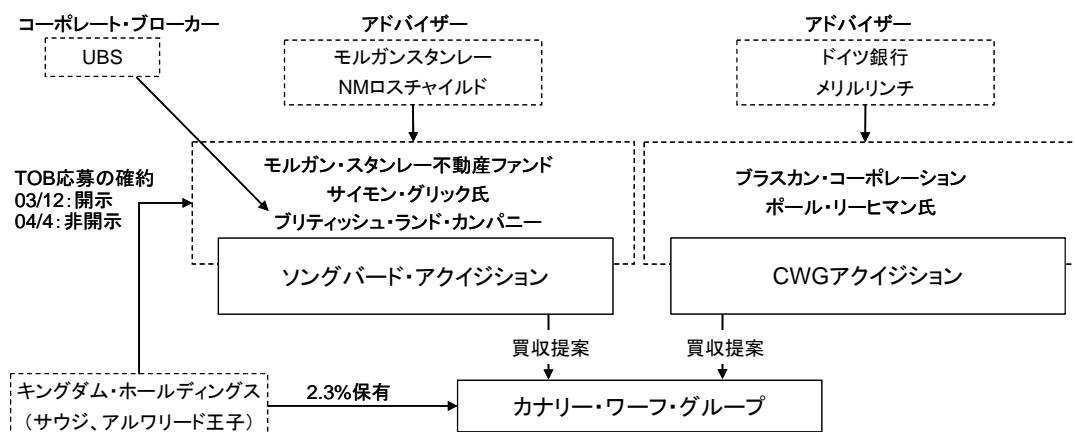 コーポレート・ブローカー
UBS
アドバイザー
モルガンスタンレー
NMロスチャイルド
アドバイザー
ドイツ銀行
メリルリンチ
TOB応募の確約
03/12：開示
04/4：非開示
モルガン・スタンレー不動産ファンド
サイモン・グリック氏
ブリティッシュ・ランド・カンパニー
ソングバード・アクイジション
ブラスカン・コーポレーション
ポール・リーヒマン氏
CWGアクイジション
買収提案
買収提案
キングダム・ホールディングス
（サウジ、アルワリード王子）
2.3%保有
カナリー・ワーフ・グループ